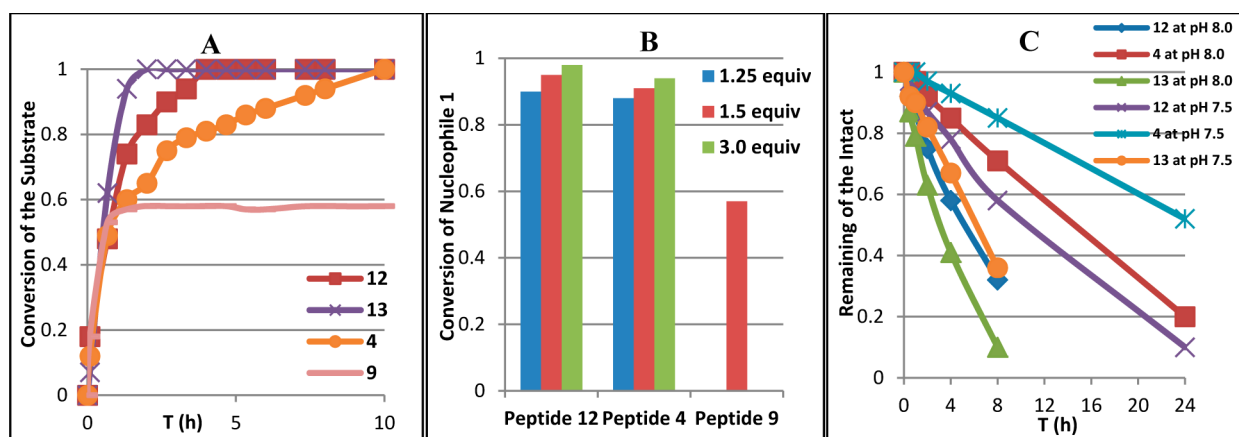 A
Conversion of the Substrate
1
0.8
0.6
0.4
0.2
0
0
5
10
T (h)
12
13
4
9
B
Conversion of Nucleophile 1
1
0.8
0.6
0.4
0.2
0
1.25 equiv
1.5 equiv
3.0 equiv
Peptide 12
Peptide 4
Peptide 9
C
Remaining of the Intact
1
0.8
0.6
0.4
0.2
0
0
4
8
12
16
20
24
T (h)
12 at pH 8.0
4 at pH 8.0
13 at pH 8.0
12 at pH 7.5
4 at pH 7.5
13 at pH 7.5